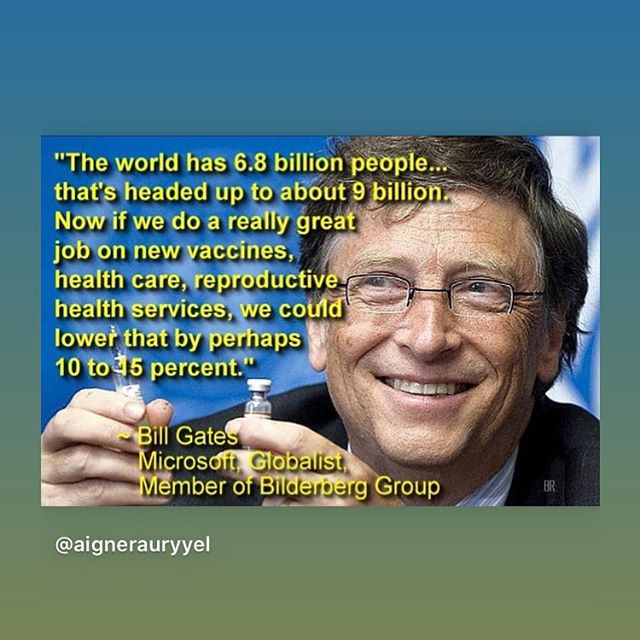 "The world has 6.8 billion people...
that's headed up to about 9 billion.
Now if we do a really great
job on new vaccines,
health care, reproductive
health services, we could
lower that by perhaps
10 to 15 percent."
~ Bill Gates
Microsoft, Globalist,
Member of Bilderberg Group
BR
@aignerauryyel